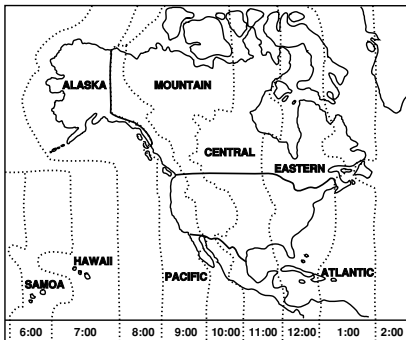 ALASKA MOUNTAIN
CENTRAL
EASTERN
HAWAII
SAMOA
PACIFIC
ATLANTIC
6:00 7:00 8:00 9:00 10:00 11:00 12:00 1:00 2:00